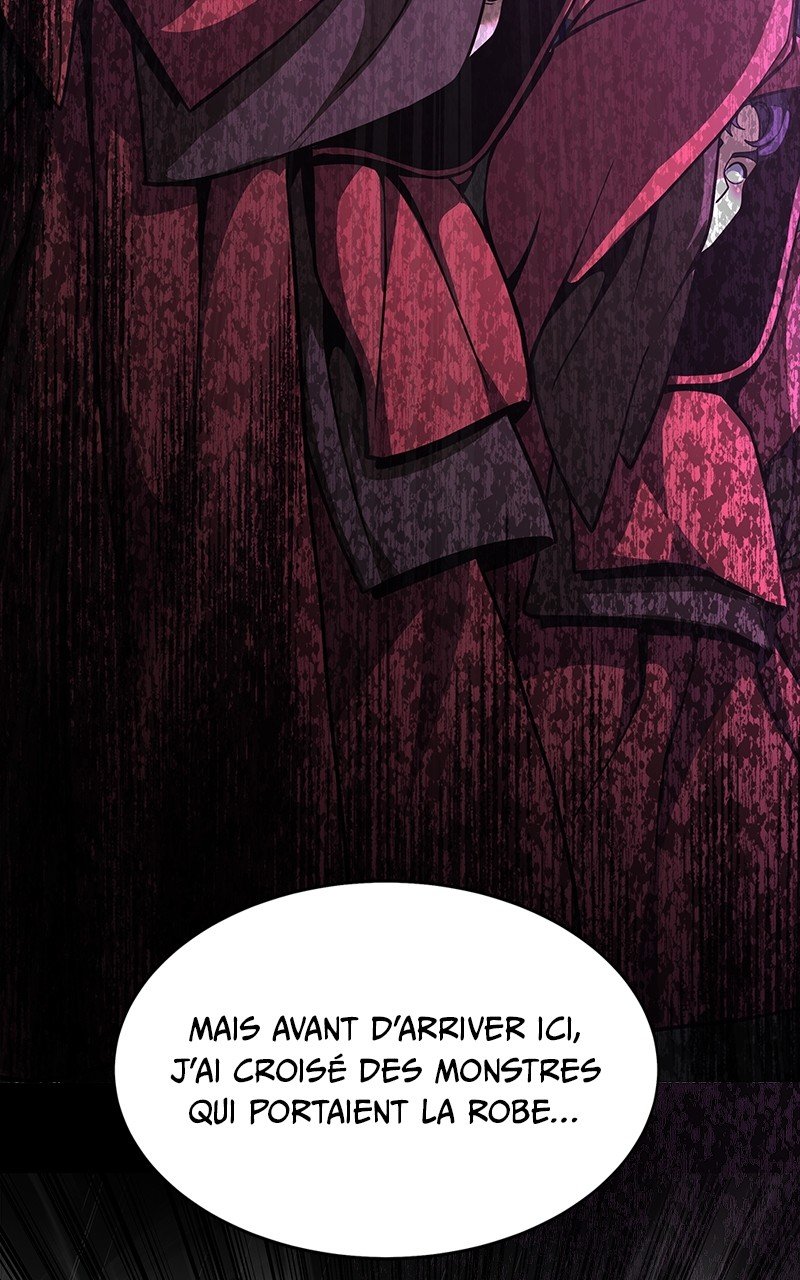 MAIS AVANT D'ARRIVER ICI,
J'AI CROISÉ DES MONSTRES
QUI PORTAIENT LA ROBE...